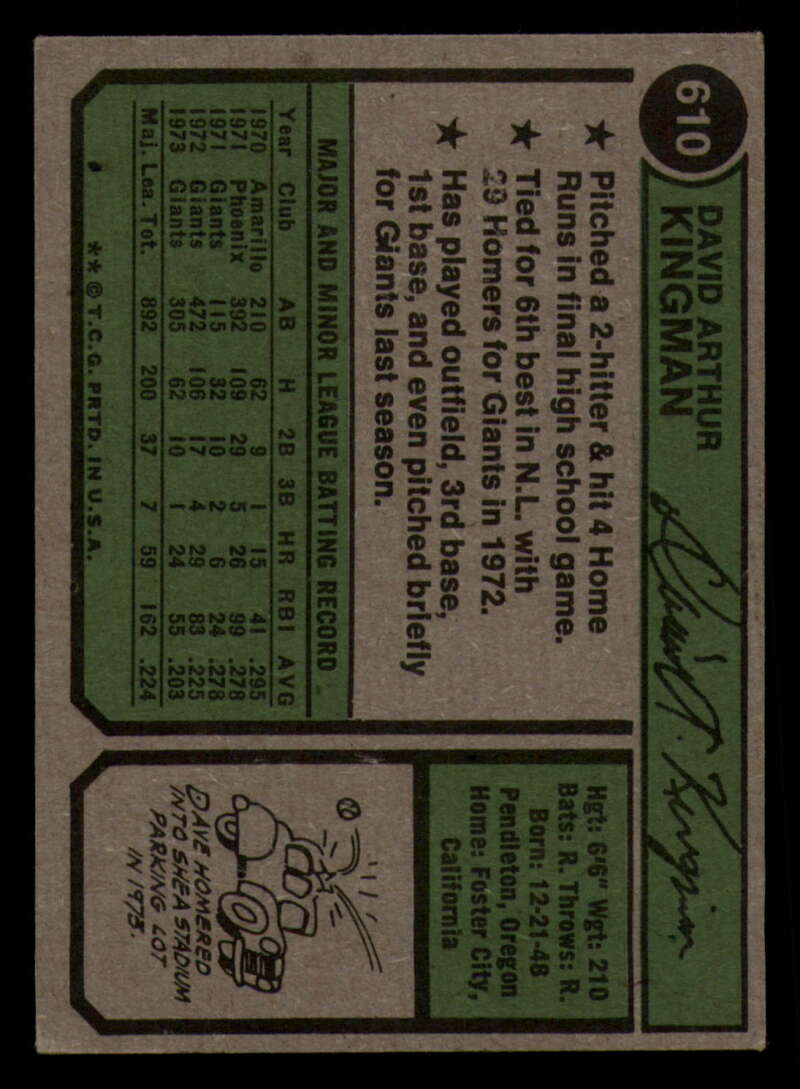 610
DAVID ARTHUR
KINGMAN
David A. Kingman
★ Pitched a 2-hitter & hit 4 Home
Runs in final high school game.
★ Tied for 6th best in N.L. with
29 Homers for Giants in 1972.
★ Has played outfield, 3rd base,
1st base, and even pitched briefly
for Giants last season.
MAJOR AND MINOR LEAGUE BATTING RECORD
Year Club AB H 2B 3B HR RBI AVG
1970 Amarillo 210 62 9 1 15 41 .295
1971 Phoenix 392 109 29 5 26 99 .278
1971 Giants 115 32 10 2 6 24 .278
1972 Giants 472 106 17 4 29 83 .225
1973 Giants 305 62 10 1 24 55 .203
Maj. Lea. Tot. 892 200 37 7 59 162 .224
**©T.C.G. PRTD. IN U.S.A.
Hgt: 6'6" Wgt: 210
Bats: R. Throws: R.
Born: 12-21-48
Pendleton, Oregon
Home: Foster City,
California
DAVE HOMERED
INTO SHEA STADIUM
PARKING LOT
IN 1973.